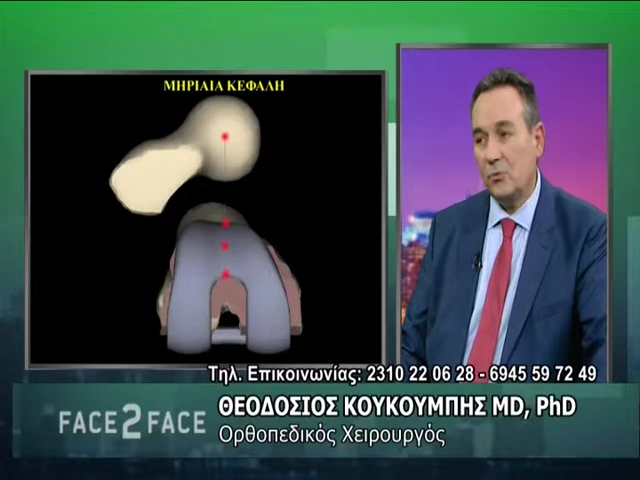 ΜΗΡΙΑΙΑ ΚΕΦΑΛΗ
Τηλ. Επικοινωνίας: 2310 22 06 28 - 6945 59 72 49
FACE2FACE
ΘΕΟΔΟΣΙΟΣ ΚΟΥΚΟΥΜΠΗΣ MD, PhD
Ορθοπεδικός Χειρουργός